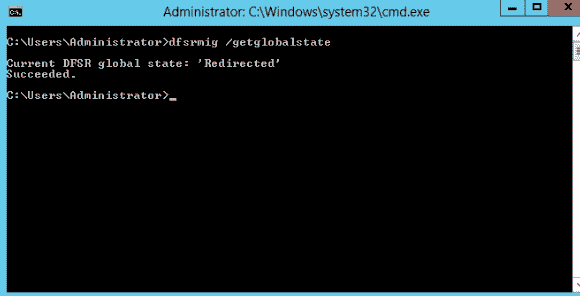 Administrator: C:\Windows\system32\cmd.exe
C:\Users\Administrator>dfsrmig /getglobalstate
Current DFSR global state: 'Redirected'
Succeeded.
C:\Users\Administrator>_